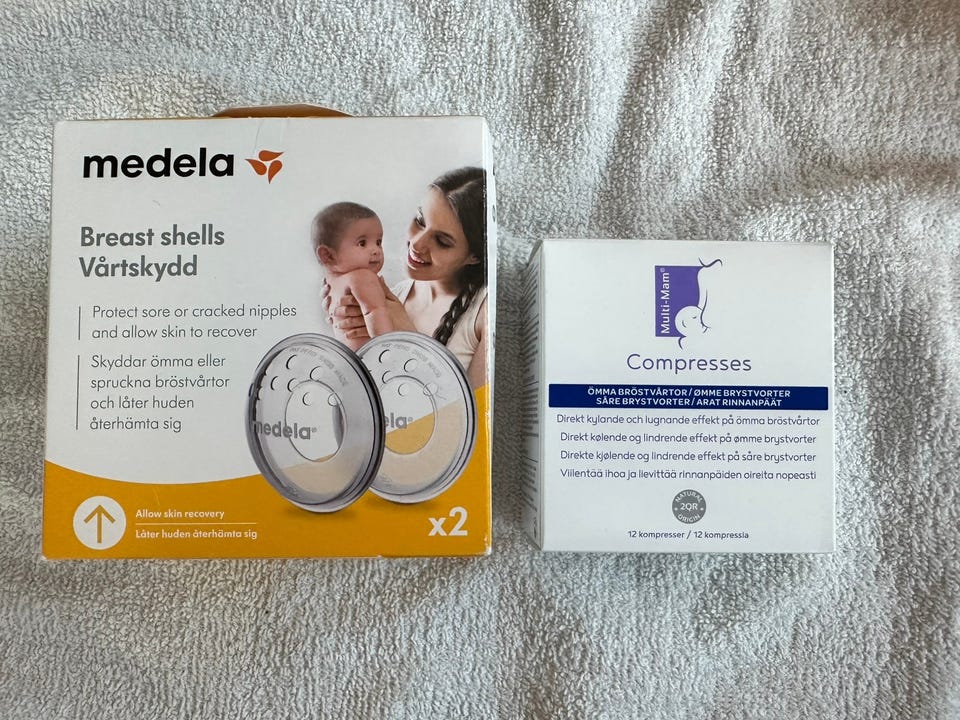 medela
Breast shells
Vårtskydd
Protect sore or cracked nipples
and allow skin to recover
Skyddar ömma eller
spruckna bröstvårtor
och låter huden
återhämta sig
medela®
ela®
Allow skin recovery
Låter huden återhämta sig
x2
Multi-Mam®
Compresses
ÖMMA BRÖSTVÅRTOR / ØMME BRYSTVORTER
SÅRE BRYSTVORTER / ARAT RINNANPÄÄT
Direkt kylande och lugnande effekt på ömma bröstvårtor
Direkt kølende og lindrende effekt på ømme brystvorter
Direkte kjølende og lindrende effekt på såre brystvorter
Viilentää ihoa ja lievittää rinnanpäiden oireita nopeasti
NATURAL
2QR
ORIGIN
12 kompresser / 12 kompressia